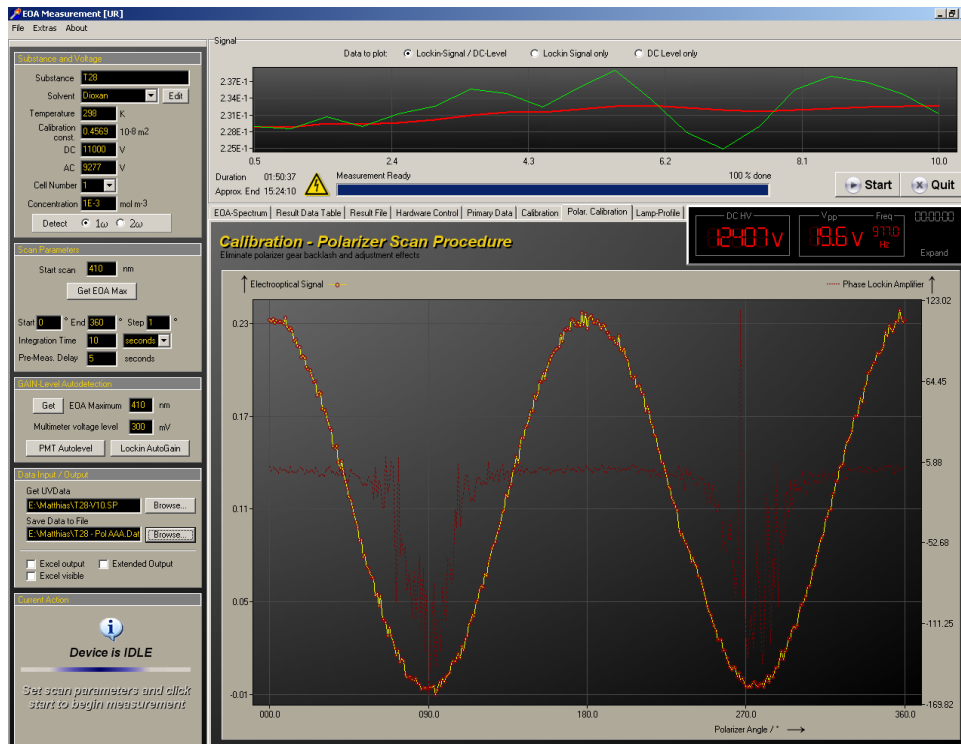 EOA Measurement [UR]
File Extras About
Substance and Voltage
Substance T28
Solvent Dioxan Edit
Temperature 298 K
Calibration const. 0.4569 10-8 m2
DC 11000 V
AC 9277 V
Cell Number 1
Concentration 1E-3 mol m-3
Detect 1ω 2ω
Scan Parameters
Start scan 410 nm
Get EOA Max
Start 0 ° End 360 ° Step 1 °
Integration Time 10 seconds
Pre-Meas. Delay 5 seconds
GAIN-Level Autodetection
Get EOA Maximum 410 nm
Multimeter voltage level 300 mV
PMT Autolevel Lockin AutoGain
Data Input / Output
Get UVData
E:\Matthias\T28-V10.SP Browse...
Save Data to File
E:\Matthias\T28 - Pol AAA.Dat Browse...
Excel output Extended Output
Excel visible
Current Action
Device is IDLE
Set scan parameters and click
start to begin measurement
Signal
Data to plot: Lockin-Signal / DC-Level Lockin Signal only DC Level only
2.37E-1
2.34E-1
2.31E-1
2.28E-1
2.25E-1
0.5 2.4 4.3 6.2 8.1 10.0
Duration 01:50:37 Measurement Ready 100 % done
Approx. End 15:24:10
Start Quit
EOA-Spectrum Result Data Table Result File Hardware Control Primary Data Calibration Polar. Calibration Lamp-Profile
DC HV Vpp Freq 00:00:00
12407 V 19.6 V 977.0 Hz
Expand
Calibration - Polarizer Scan Procedure
Eliminate polarizer gear backlash and adjustment effects
Electrooptical Signal Phase Lockin Amplifier
0.23
0.17
0.11
0.05
-0.01
123.02
64.45
5.88
-52.68
-111.25
-169.82
000.0 090.0 180.0 270.0 360.0
Polarizer Angle / °